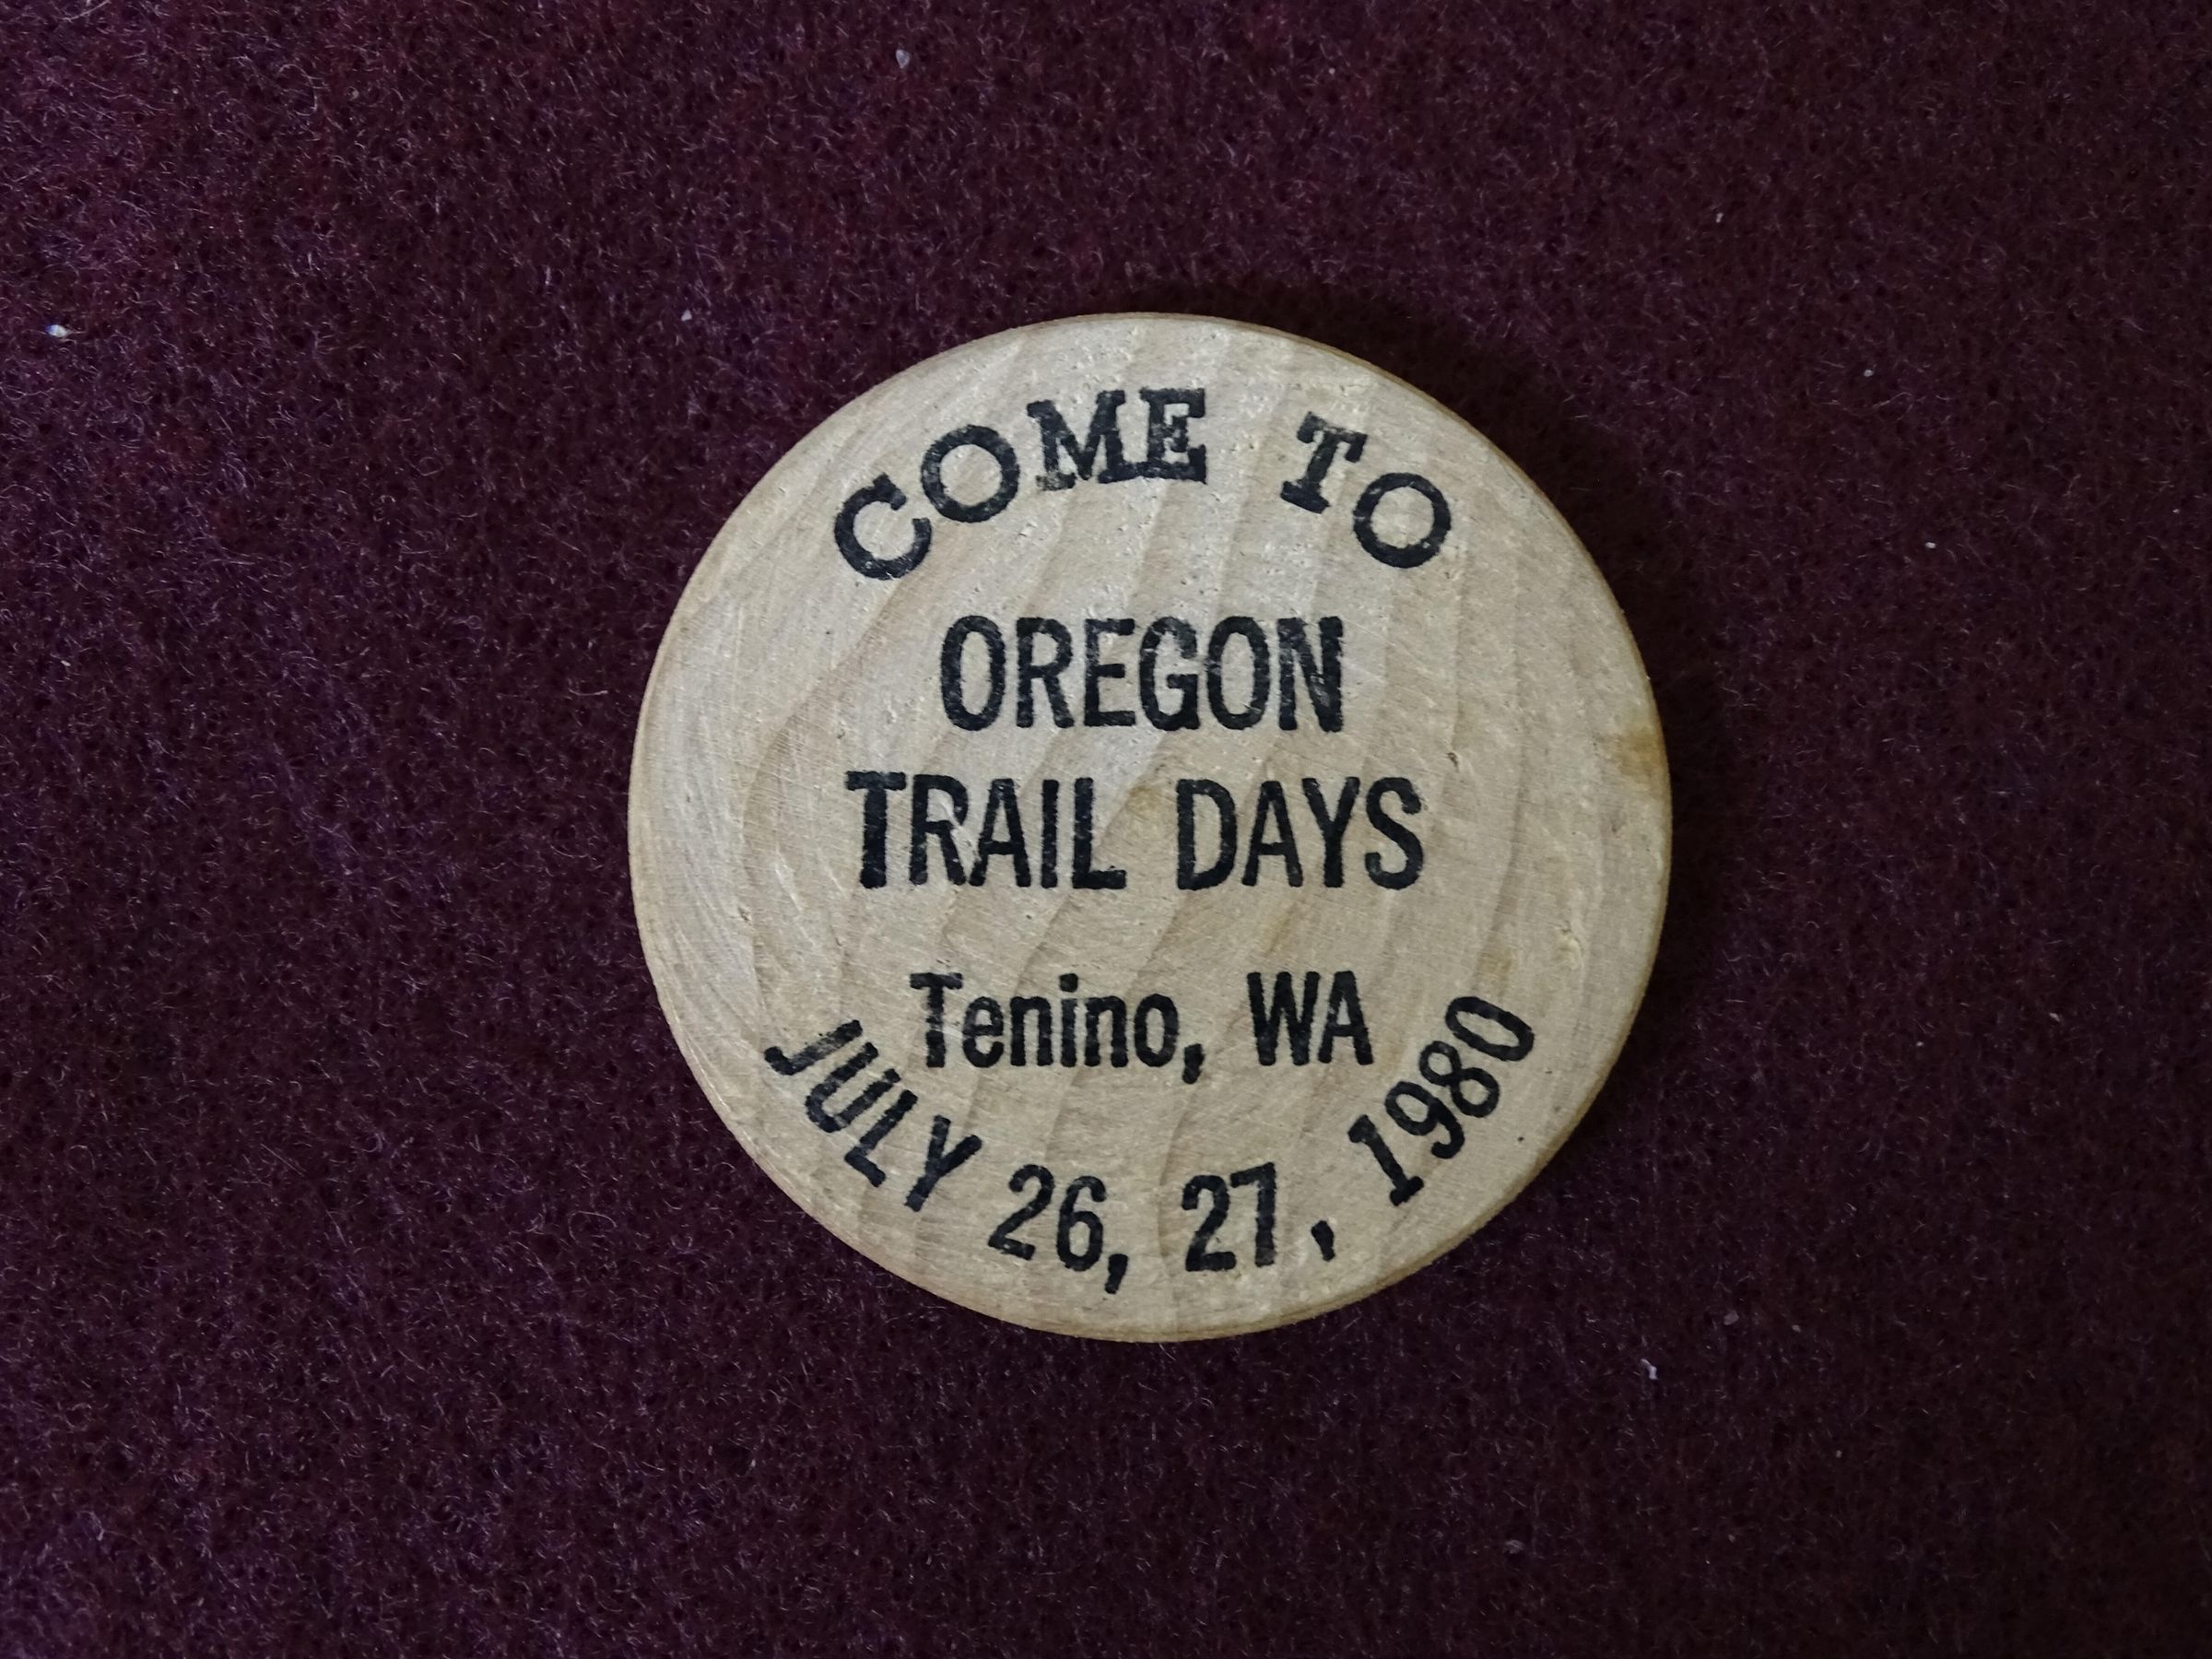 COME TO
OREGON
TRAIL DAYS
Tenino, WA
JULY 26, 27, 1980